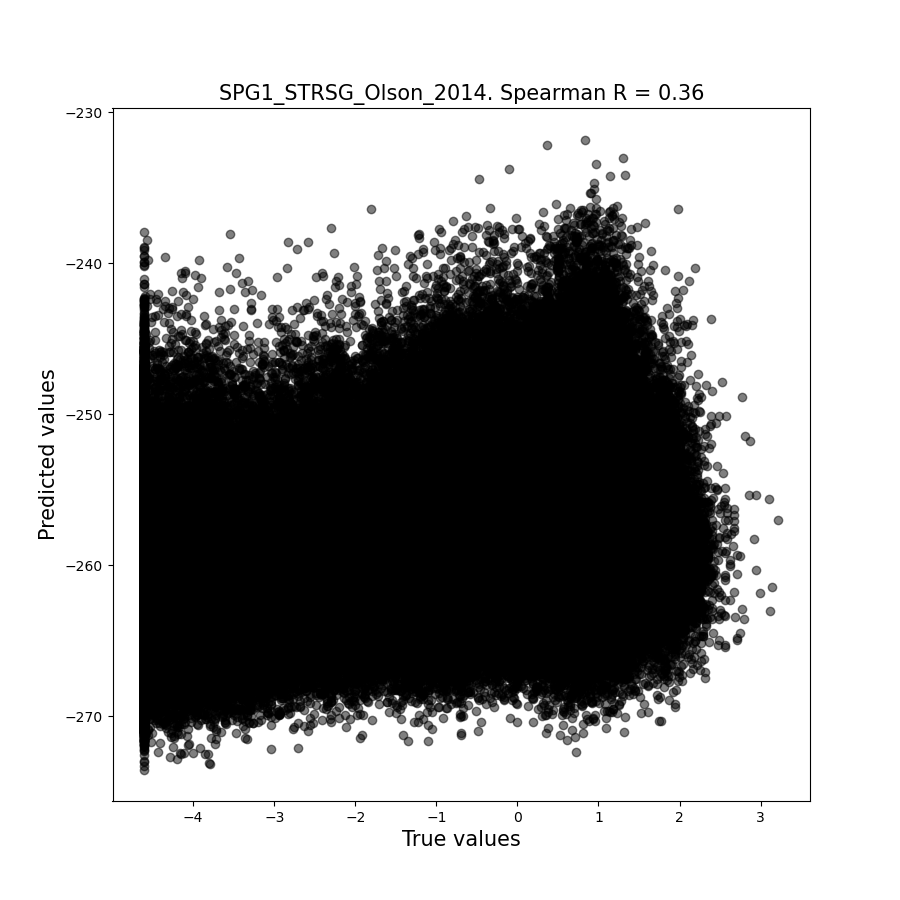 SPG1_STRSG_Olson_2014. Spearman R = 0.36
−230
−240
−250
−260
−270
Predicted values
−4 −3 −2 −1 0 1 2 3
True values